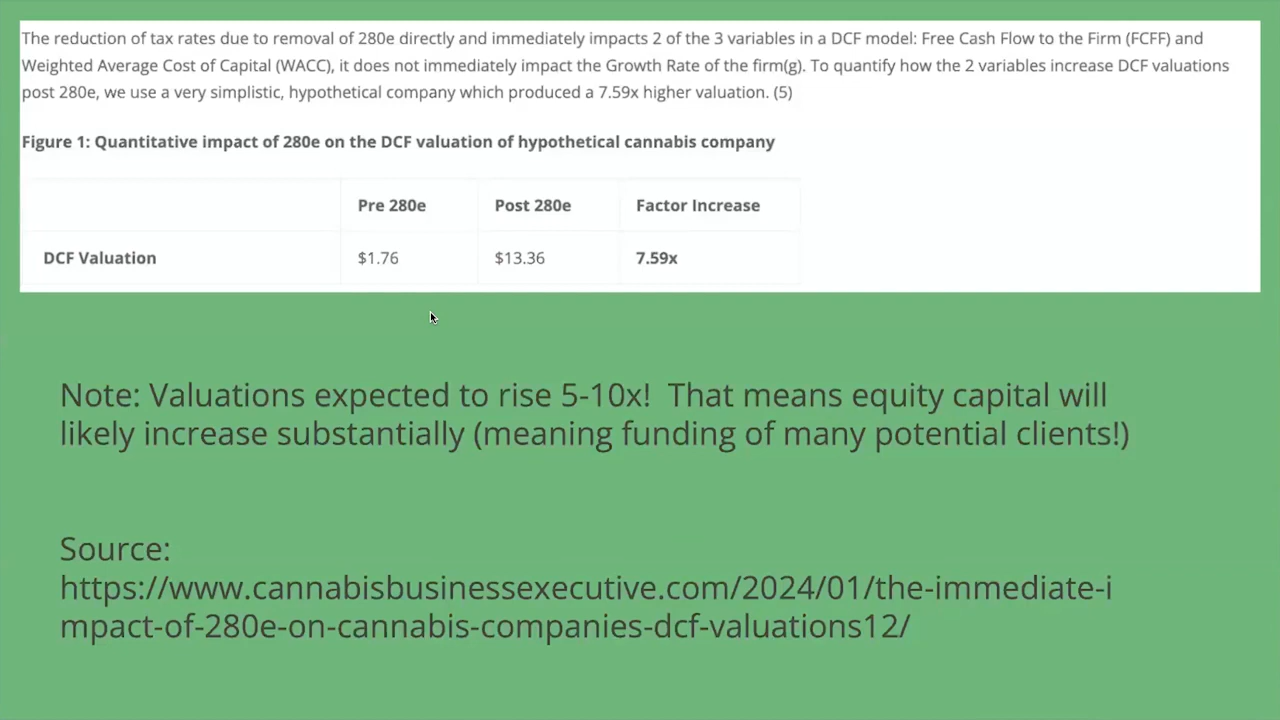 The reduction of tax rates due to removal of 280e directly and immediately impacts 2 of the 3 variables in a DCF model: Free Cash Flow to the Firm (FCFF) and
Weighted Average Cost of Capital (WACC), it does not immediately impact the Growth Rate of the firm(g). To quantify how the 2 variables increase DCF valuations
post 280e, we use a very simplistic, hypothetical company which produced a 7.59x higher valuation. (5)
Figure 1: Quantitative impact of 280e on the DCF valuation of hypothetical cannabis company
Pre 280e Post 280e Factor Increase
DCF Valuation $1.76 $13.36 7.59x
Note: Valuations expected to rise 5-10x!  That means equity capital will
likely increase substantially (meaning funding of many potential clients!)
Source:
https://www.cannabisbusinessexecutive.com/2024/01/the-immediate-i
mpact-of-280e-on-cannabis-companies-dcf-valuations12/